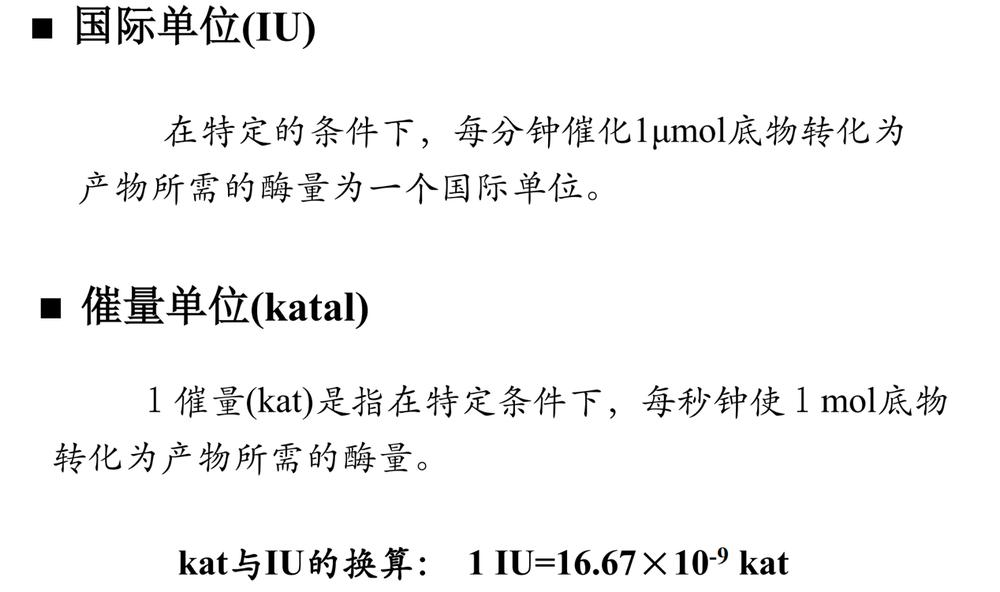 ■ 国际单位(IU)
在特定的条件下，每分钟催化1μmol底物转化为
产物所需的酶量为一个国际单位。
■ 催量单位(katal)
1 催量(kat)是指在特定条件下，每秒钟使 1 mol底物
转化为产物所需的酶量。
kat与IU的换算： 1 IU=16.67×10⁻⁹ kat